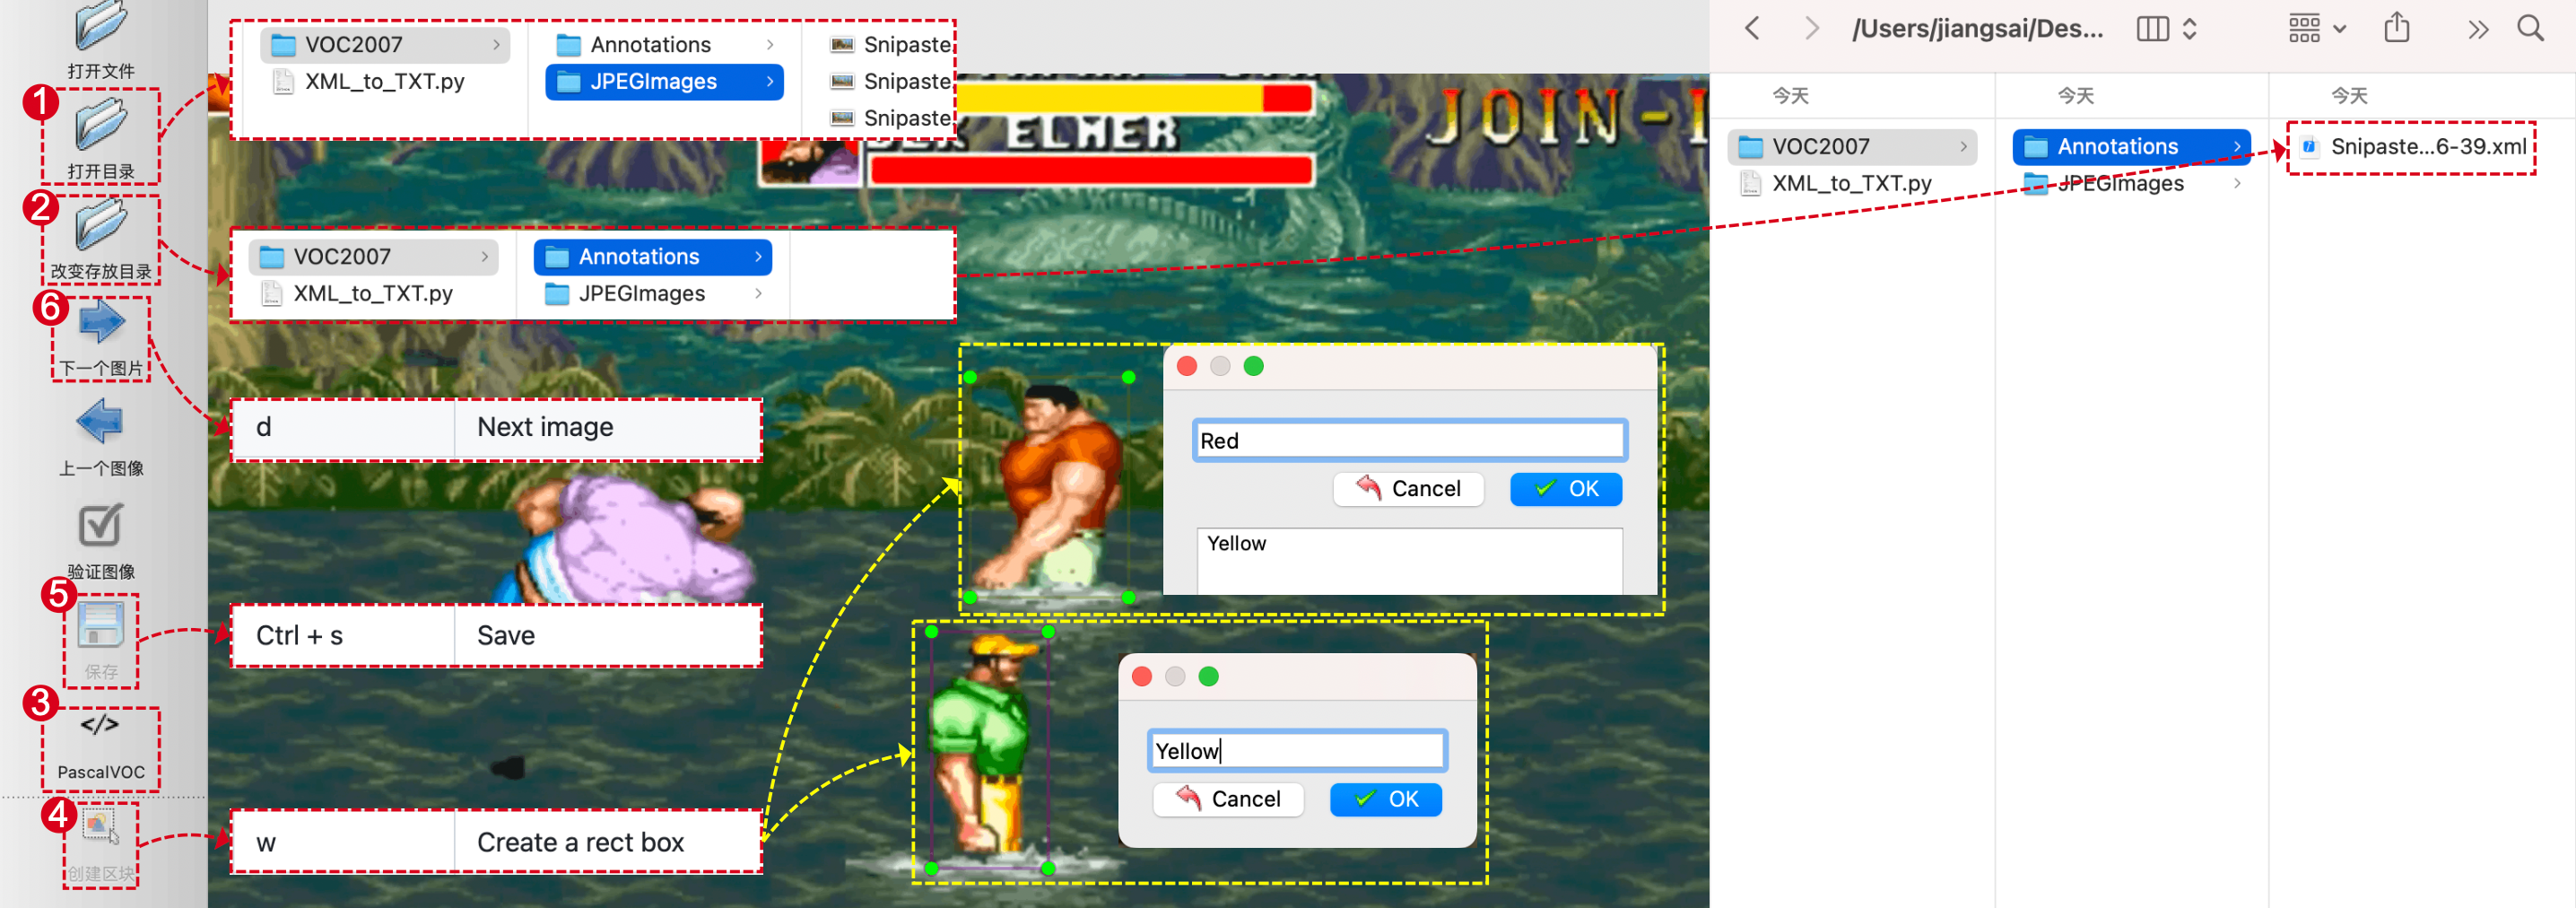 打开文件
1
打开目录
2
改变存放目录
6
下一个图片
上一个图像
验证图像
5
保存
3
</>
PascalVOC
4
创建区块
VOC2007
XML_to_TXT.py
Annotations
JPEGImages
Snipaste
Snipaste
Snipaste
ELMER
JOIN-I
VOC2007
XML_to_TXT.py
Annotations
JPEGImages
d Next image
Ctrl + s Save
w Create a rect box
Red
Cancel OK
Yellow
Yellow
Cancel OK
/Users/jiangsai/Des...
今天 今天 今天
VOC2007 Annotations Snipaste...6-39.xml
XML_to_TXT.py JPEGImages